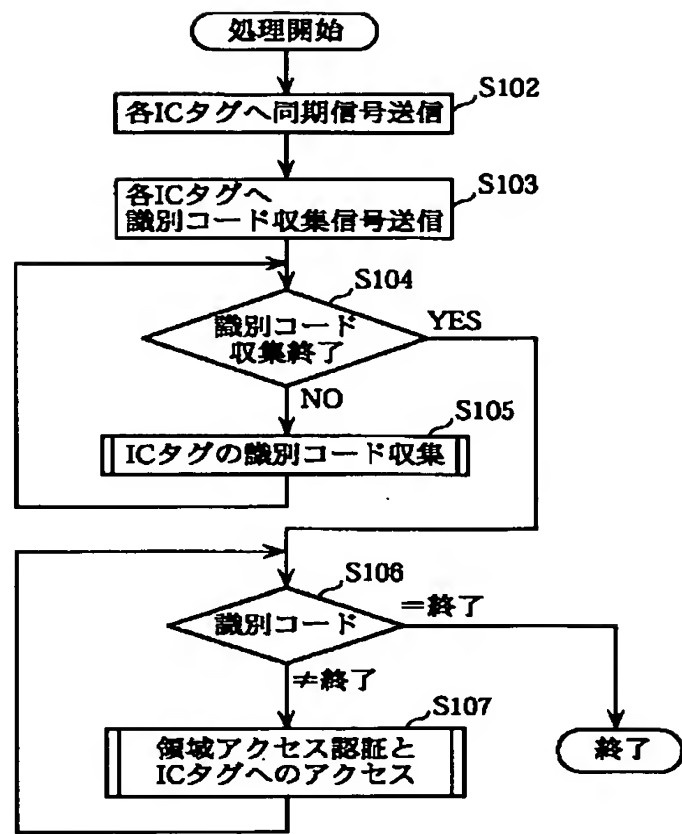 処理開始
S102
各ICタグへ同期信号送信
S103
各ICタグへ
識別コード収集信号送信
S104
識別コード
収集終了
YES
NO
S105
ICタグの識別コード収集
S106
識別コード
=終了
≠終了
S107
領域アクセス認証と
ICタグへのアクセス
終了